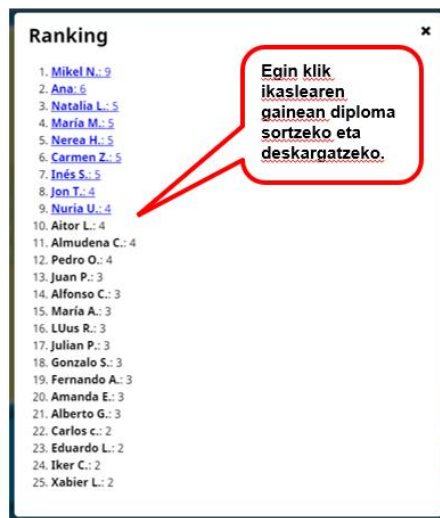 Ranking
×
1. Mikel N.: 9
2. Ana: 6
3. Natalia L.: 5
4. María M.: 5
5. Nerea H.: 5
6. Carmen Z.: 5
7. Inés S.: 5
8. Jon T.: 4
9. Nuria U.: 4
10. Aitor L.: 4
11. Almudena C.: 4
12. Pedro O.: 4
13. Juan P.: 3
14. Alfonso C.: 3
15. María A.: 3
16. LUus R.: 3
17. Julian P.: 3
18. Gonzalo S.: 3
19. Fernando A.: 3
20. Amanda E.: 3
21. Alberto G.: 3
22. Carlos c.: 2
23. Eduardo L.: 2
24. Iker C.: 2
25. Xabier L.: 2
Egin klik
ikaslearen
gainean diploma
sortzeko eta
deskargatzeko.